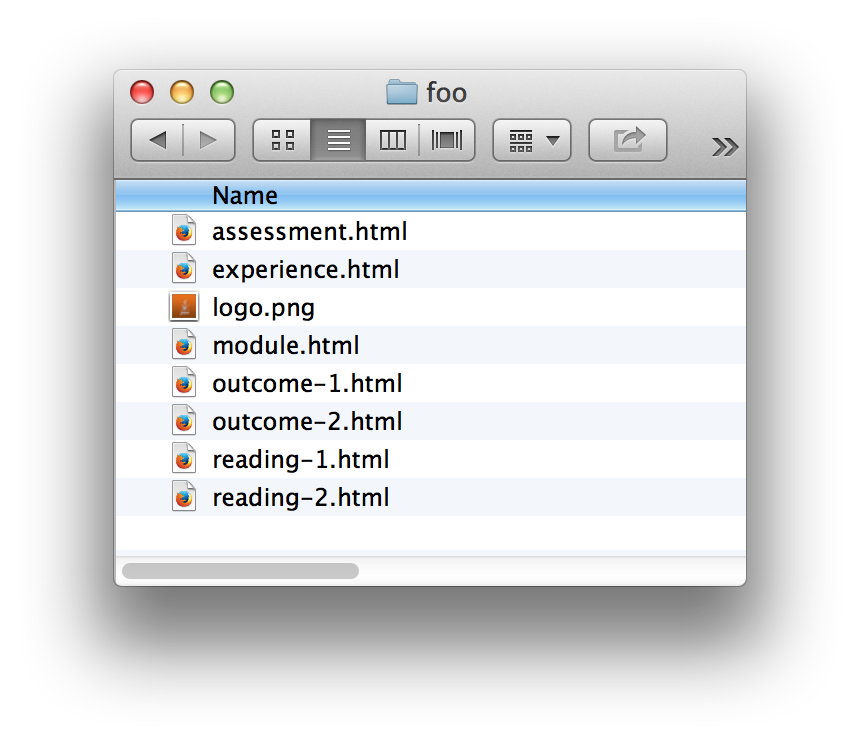 foo
Name
assessment.html
experience.html
logo.png
module.html
outcome-1.html
outcome-2.html
reading-1.html
reading-2.html